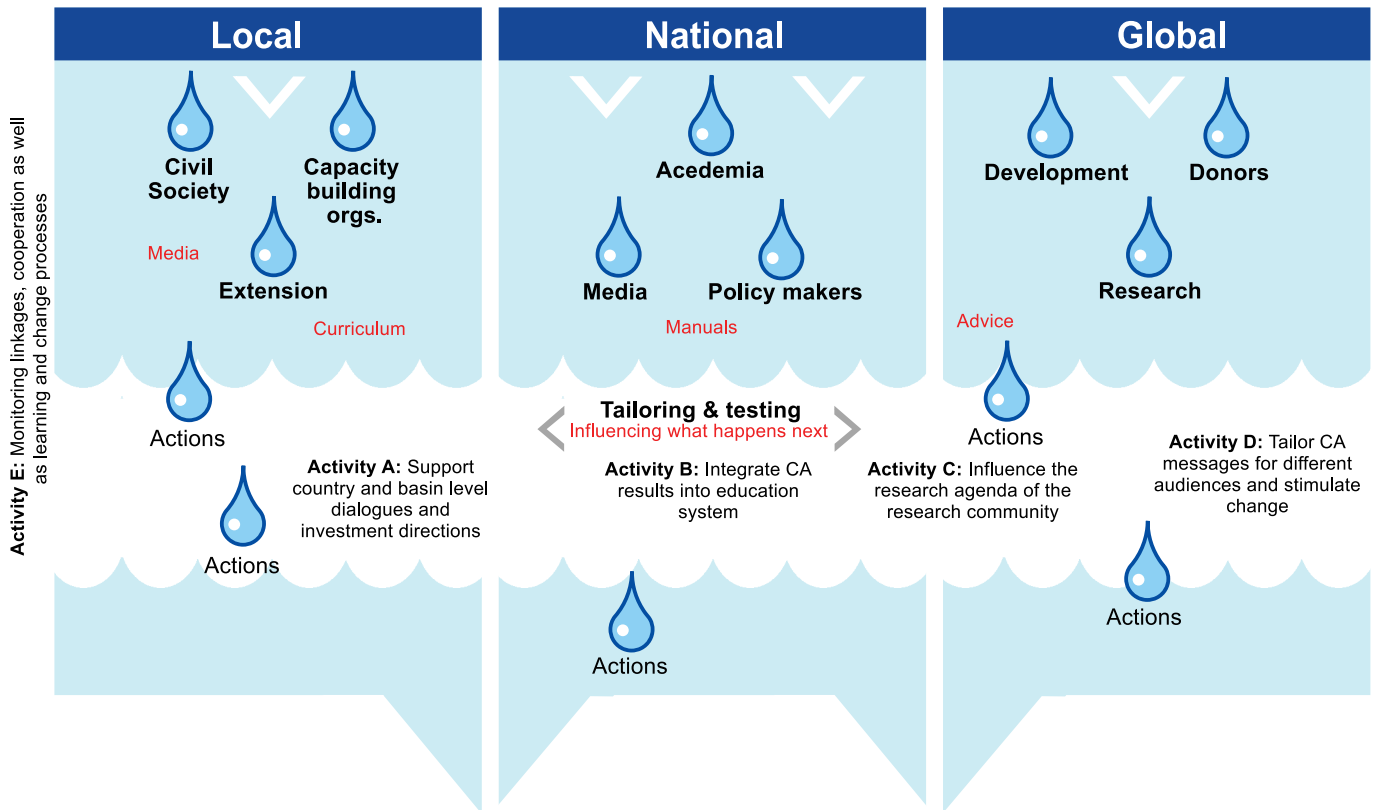 Local
National
Global
Activity E: Monitoring linkages, cooperation as well
as learning and change processes
Civil
Society
Capacity
building
orgs.
Media
Extension
Curriculum
Actions
Actions
Activity A: Support
country and basin level
dialogues and
investment directions
Acedemia
Media
Policy makers
Manuals
Tailoring & testing
Influencing what happens next
Activity B: Integrate CA
results into education
system
Actions
Development
Donors
Research
Advice
Actions
Activity C: Influence the
research agenda of the
research community
Activity D: Tailor CA
messages for different
audiences and stimulate
change
Actions